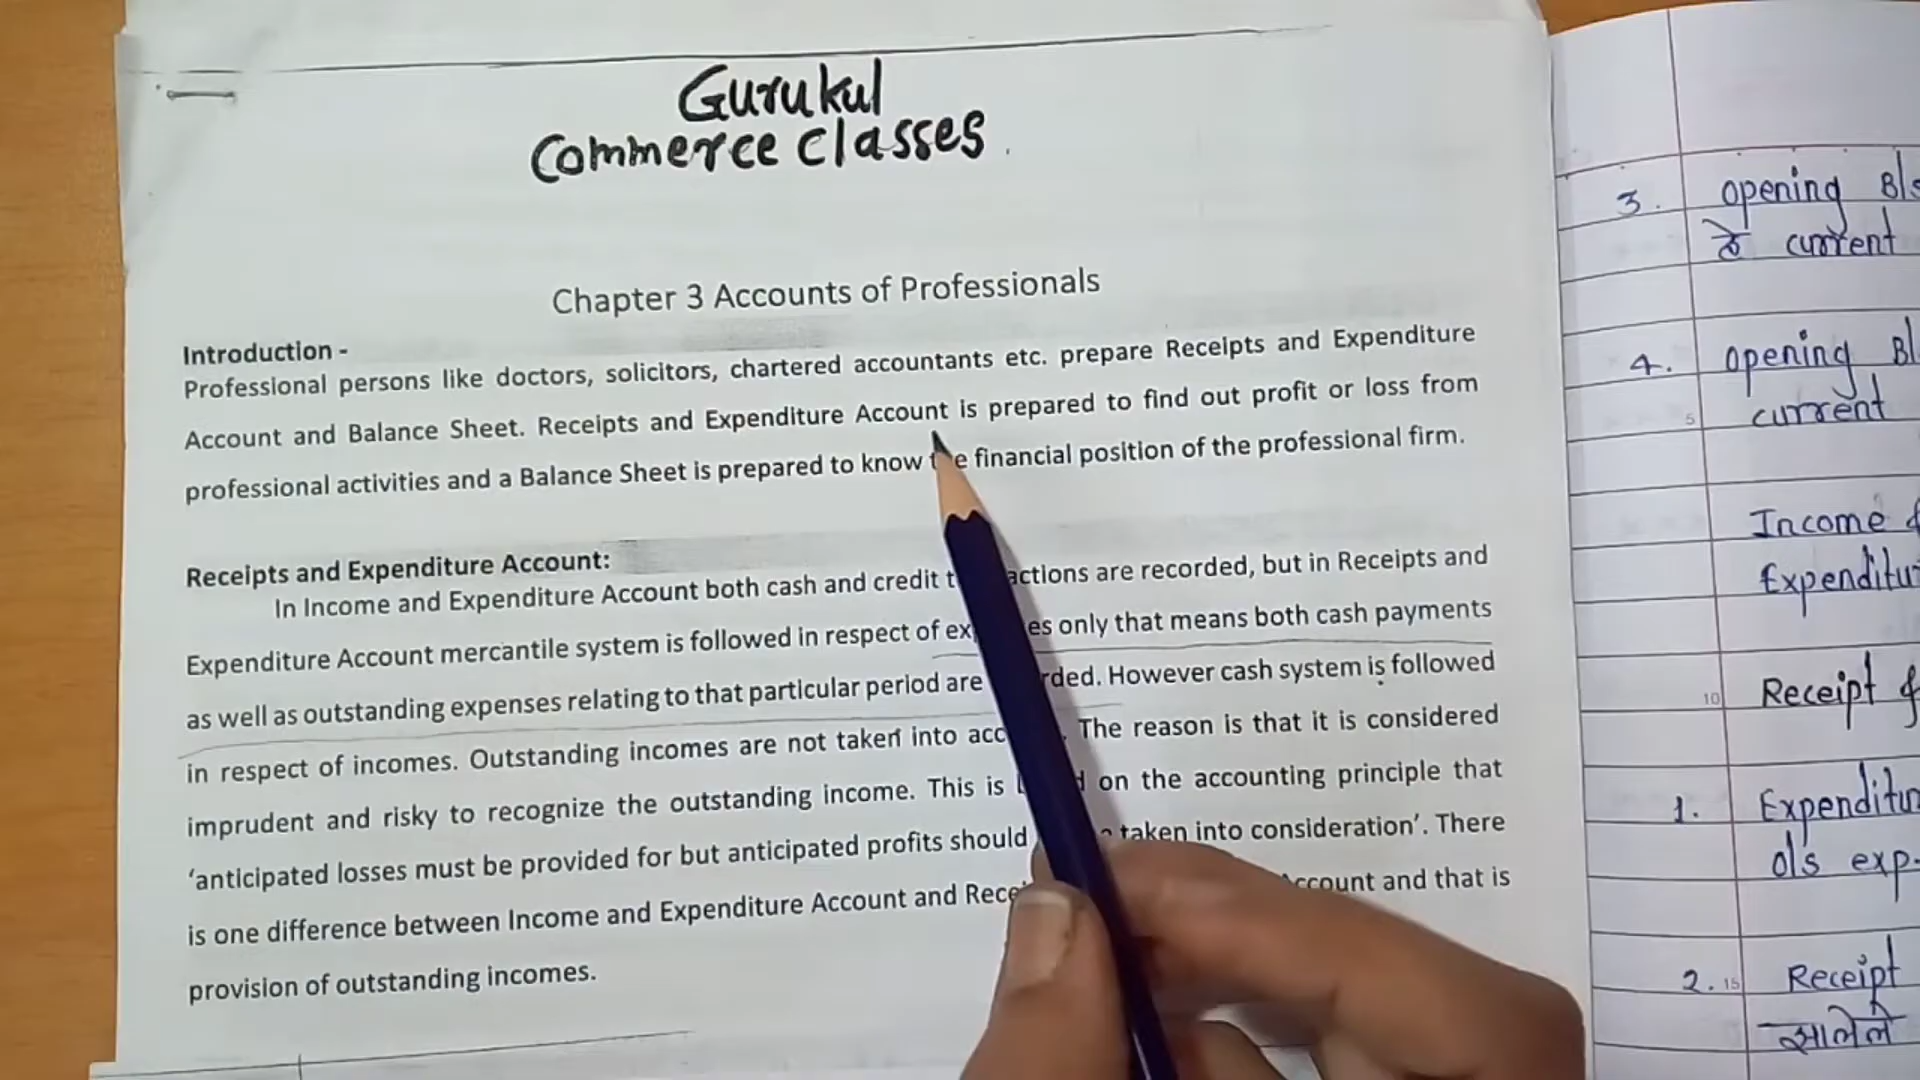 Gurukul
Commerce classes
Chapter 3 Accounts of Professionals
Introduction -
Professional persons like doctors, solicitors, chartered accountants etc. prepare Receipts and Expenditure
Account and Balance Sheet. Receipts and Expenditure Account is prepared to find out profit or loss from
professional activities and a Balance Sheet is prepared to know the financial position of the professional firm.
Receipts and Expenditure Account:
In Income and Expenditure Account both cash and credit actions are recorded, but in Receipts and
Expenditure Account mercantile system is followed in respect of only that means both cash payments
as well as outstanding expenses relating to that particular period are However cash system is followed
in respect of incomes. Outstanding incomes are not taken into The reason is that it is considered
imprudent and risky to recognize the outstanding income. This is on the accounting principle that
‘anticipated losses must be provided for but anticipated profits should taken into consideration’. There
is one difference between Income and Expenditure Account and Account and that is
provision of outstanding incomes.
3. opening
current
4. opening
5 current
Income
10 Receipt
1.
o/s exp.
2. 15 Receipt